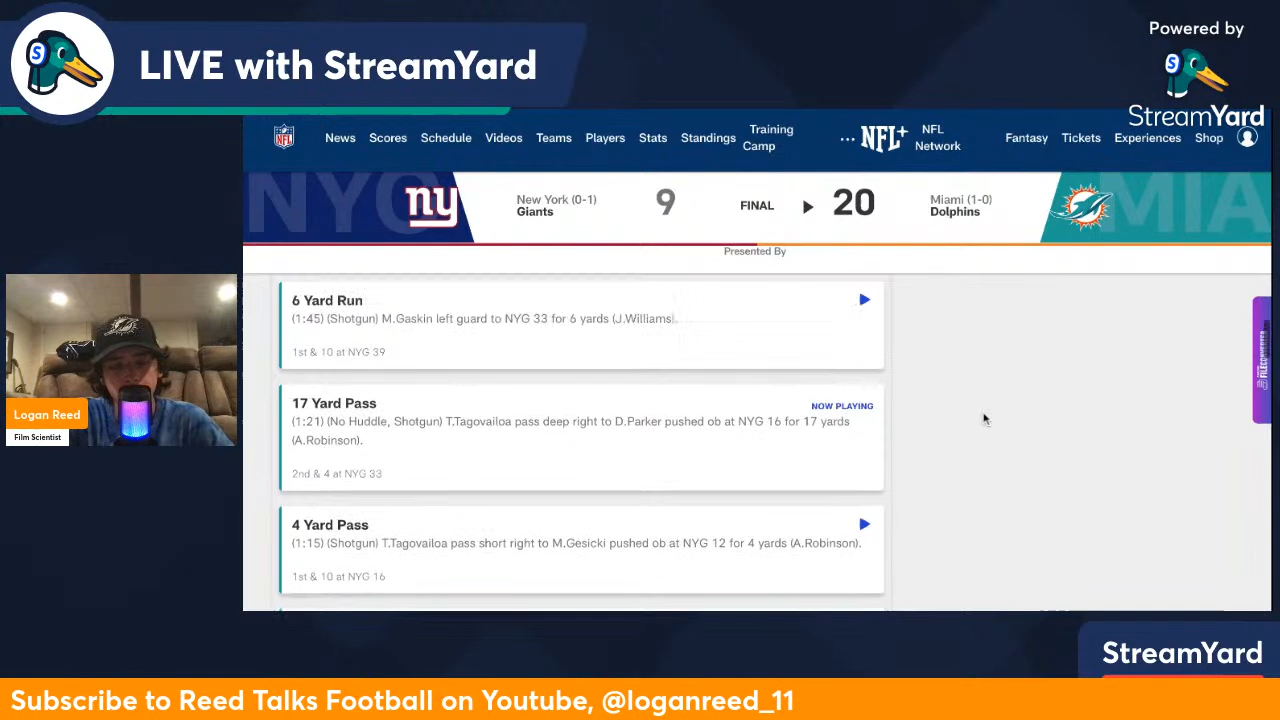 LIVE with StreamYard
Powered by
StreamYard
News Scores Schedule Videos Teams Players Stats Standings Training Camp ... NFL+ NFL Network Fantasy Tickets Experiences Shop
NFL
NYG
ny
New York (0-1)
Giants
9
FINAL
20
Miami (1-0)
Dolphins
MIA
Presented By
6 Yard Run
(1:45) (Shotgun) M.Gaskin left guard to NYG 33 for 6 yards (J.Williams).
1st & 10 at NYG 39
17 Yard Pass
NOW PLAYING
(1:21) (No Huddle, Shotgun) T.Tagovailoa pass deep right to D.Parker pushed ob at NYG 16 for 17 yards
(A.Robinson).
2nd & 4 at NYG 33
4 Yard Pass
(1:15) (Shotgun) T.Tagovailoa pass short right to M.Gesicki pushed ob at NYG 12 for 4 yards (A.Robinson).
1st & 10 at NYG 16
Logan Reed
Film Scientist
StreamYard
Subscribe to Reed Talks Football on Youtube, @loganreed_11